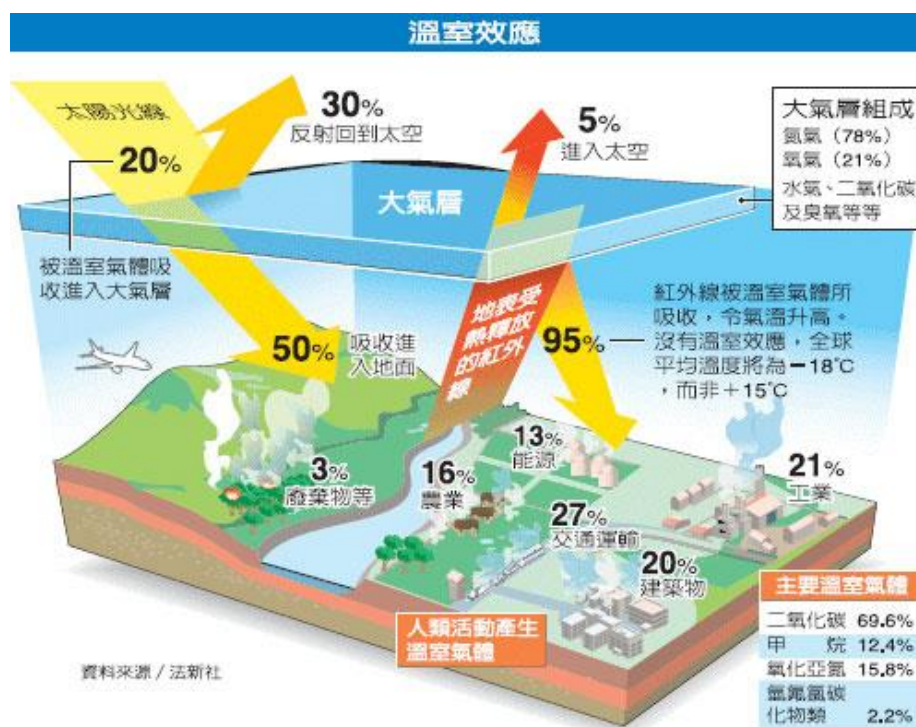 溫室效應
太陽光線
20%
30%
反射回到太空
5%
進入太空
大氣層組成
氮氣（78%）
氧氣（21%）
水氣、二氧化碳
及臭氧等等
大氣層
被溫室氣體吸
收進入大氣層
50%
吸收進
入地面
地表受
熱釋放
的紅外
線
95%
紅外線被溫室氣體所
吸收，令氣溫升高。
沒有溫室效應，全球
平均溫度將為－18℃
，而非＋15℃
3%
廢棄物等
16%
農業
13%
能源
27%
交通運輸
20%
建築物
21%
工業
人類活動產生
溫室氣體
主要溫室氣體
二氧化碳 69.6%
甲 烷 12.4%
氧化亞氮 15.8%
氫氟氯碳
化物類 2.2%
資料來源／法新社